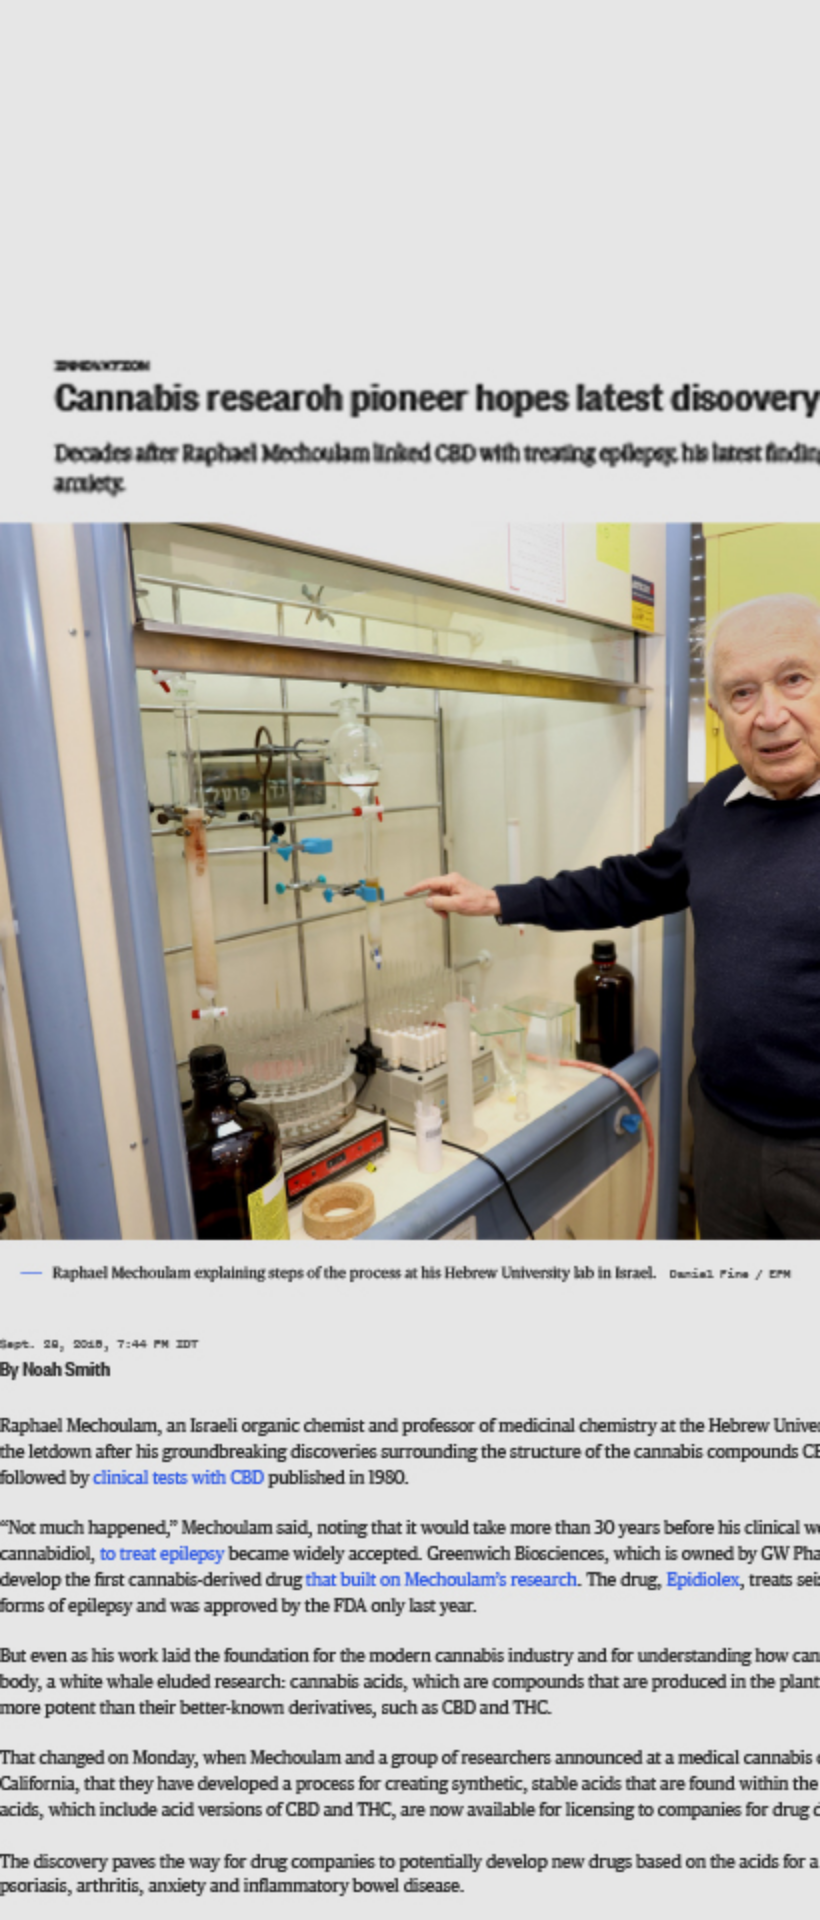 INNOVATION
Cannabis research pioneer hopes latest discovery
Decades after Raphael Mechoulam linked CBD with treating epilepsy, his latest findin
anxiety.
Raphael Mechoulam explaining steps of the process at his Hebrew University lab in Israel. Daniel Fine / EPM
7:44 PM IDT
By Noah Smith
Raphael Mechoulam, an Israeli organic chemist and professor of medicinal chemistry at the Hebrew Univer
the letdown after his groundbreaking discoveries surrounding the structure of the cannabis compounds CB
followed by clinical tests with CBD published in 1980.
“Not much happened,” Mechoulam said, noting that it would take more than 30 years before his clinical wo
cannabidiol, to treat epilepsy became widely accepted. Greenwich Biosciences, which is owned by GW Pha
develop the first cannabis-derived drug that built on Mechoulam’s research. The drug, Epidiolex, treats seiz
forms of epilepsy and was approved by the FDA only last year.
But even as his work laid the foundation for the modern cannabis industry and for understanding how can
body, a white whale eluded research: cannabis acids, which are compounds that are produced in the plant
more potent than their better-known derivatives, such as CBD and THC.
That changed on Monday, when Mechoulam and a group of researchers announced at a medical cannabis c
California, that they have developed a process for creating synthetic, stable acids that are found within the
acids, which include acid versions of CBD and THC, are now available for licensing to companies for drug d
The discovery paves the way for drug companies to potentially develop new drugs based on the acids for a
psoriasis, arthritis, anxiety and inflammatory bowel disease.